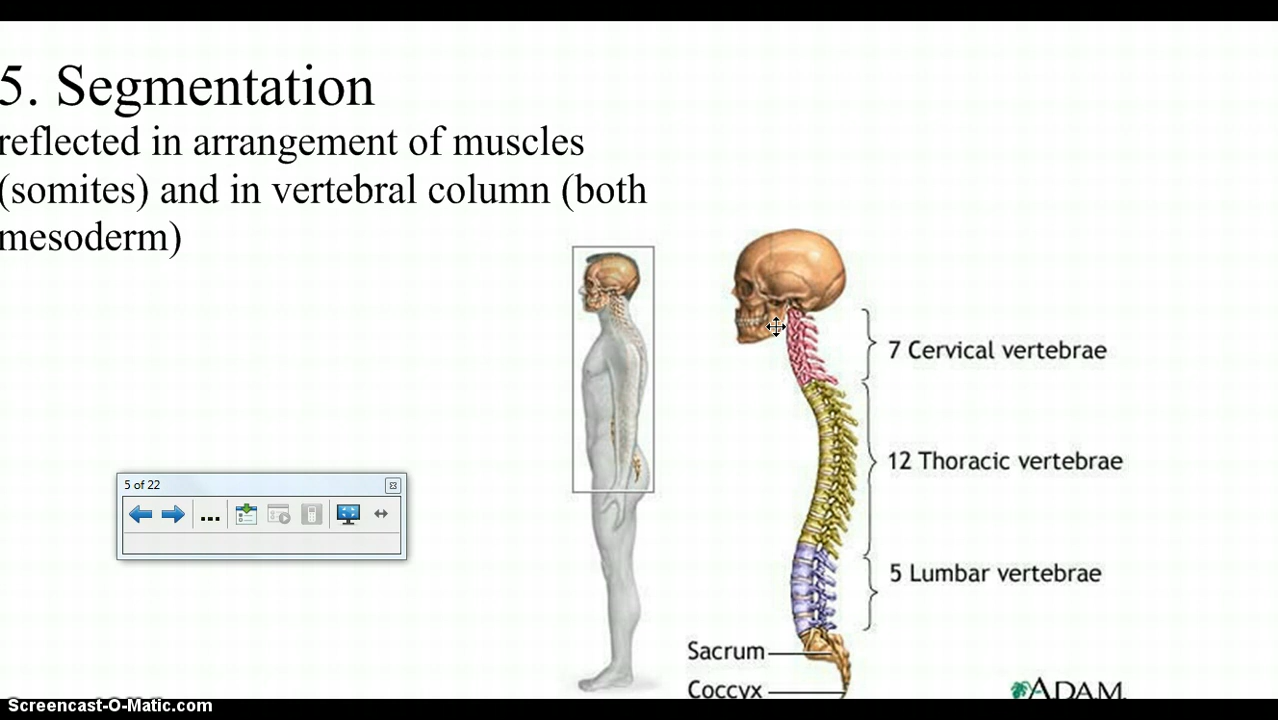 5. Segmentation
reflected in arrangement of muscles
(somites) and in vertebral column (both
mesoderm)
7 Cervical vertebrae
12 Thoracic vertebrae
5 of 22
...
5 Lumbar vertebrae
Sacrum
Coccyx
ADAM.
Screencast-O-Matic.com